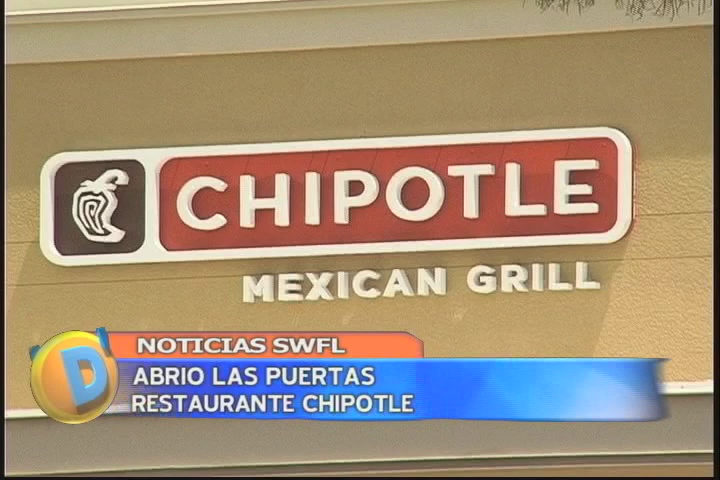 CHIPOTLE
MEXICAN GRILL
NOTICIAS SWFL
D
ABRIO LAS PUERTAS
RESTAURANTE CHIPOTLE